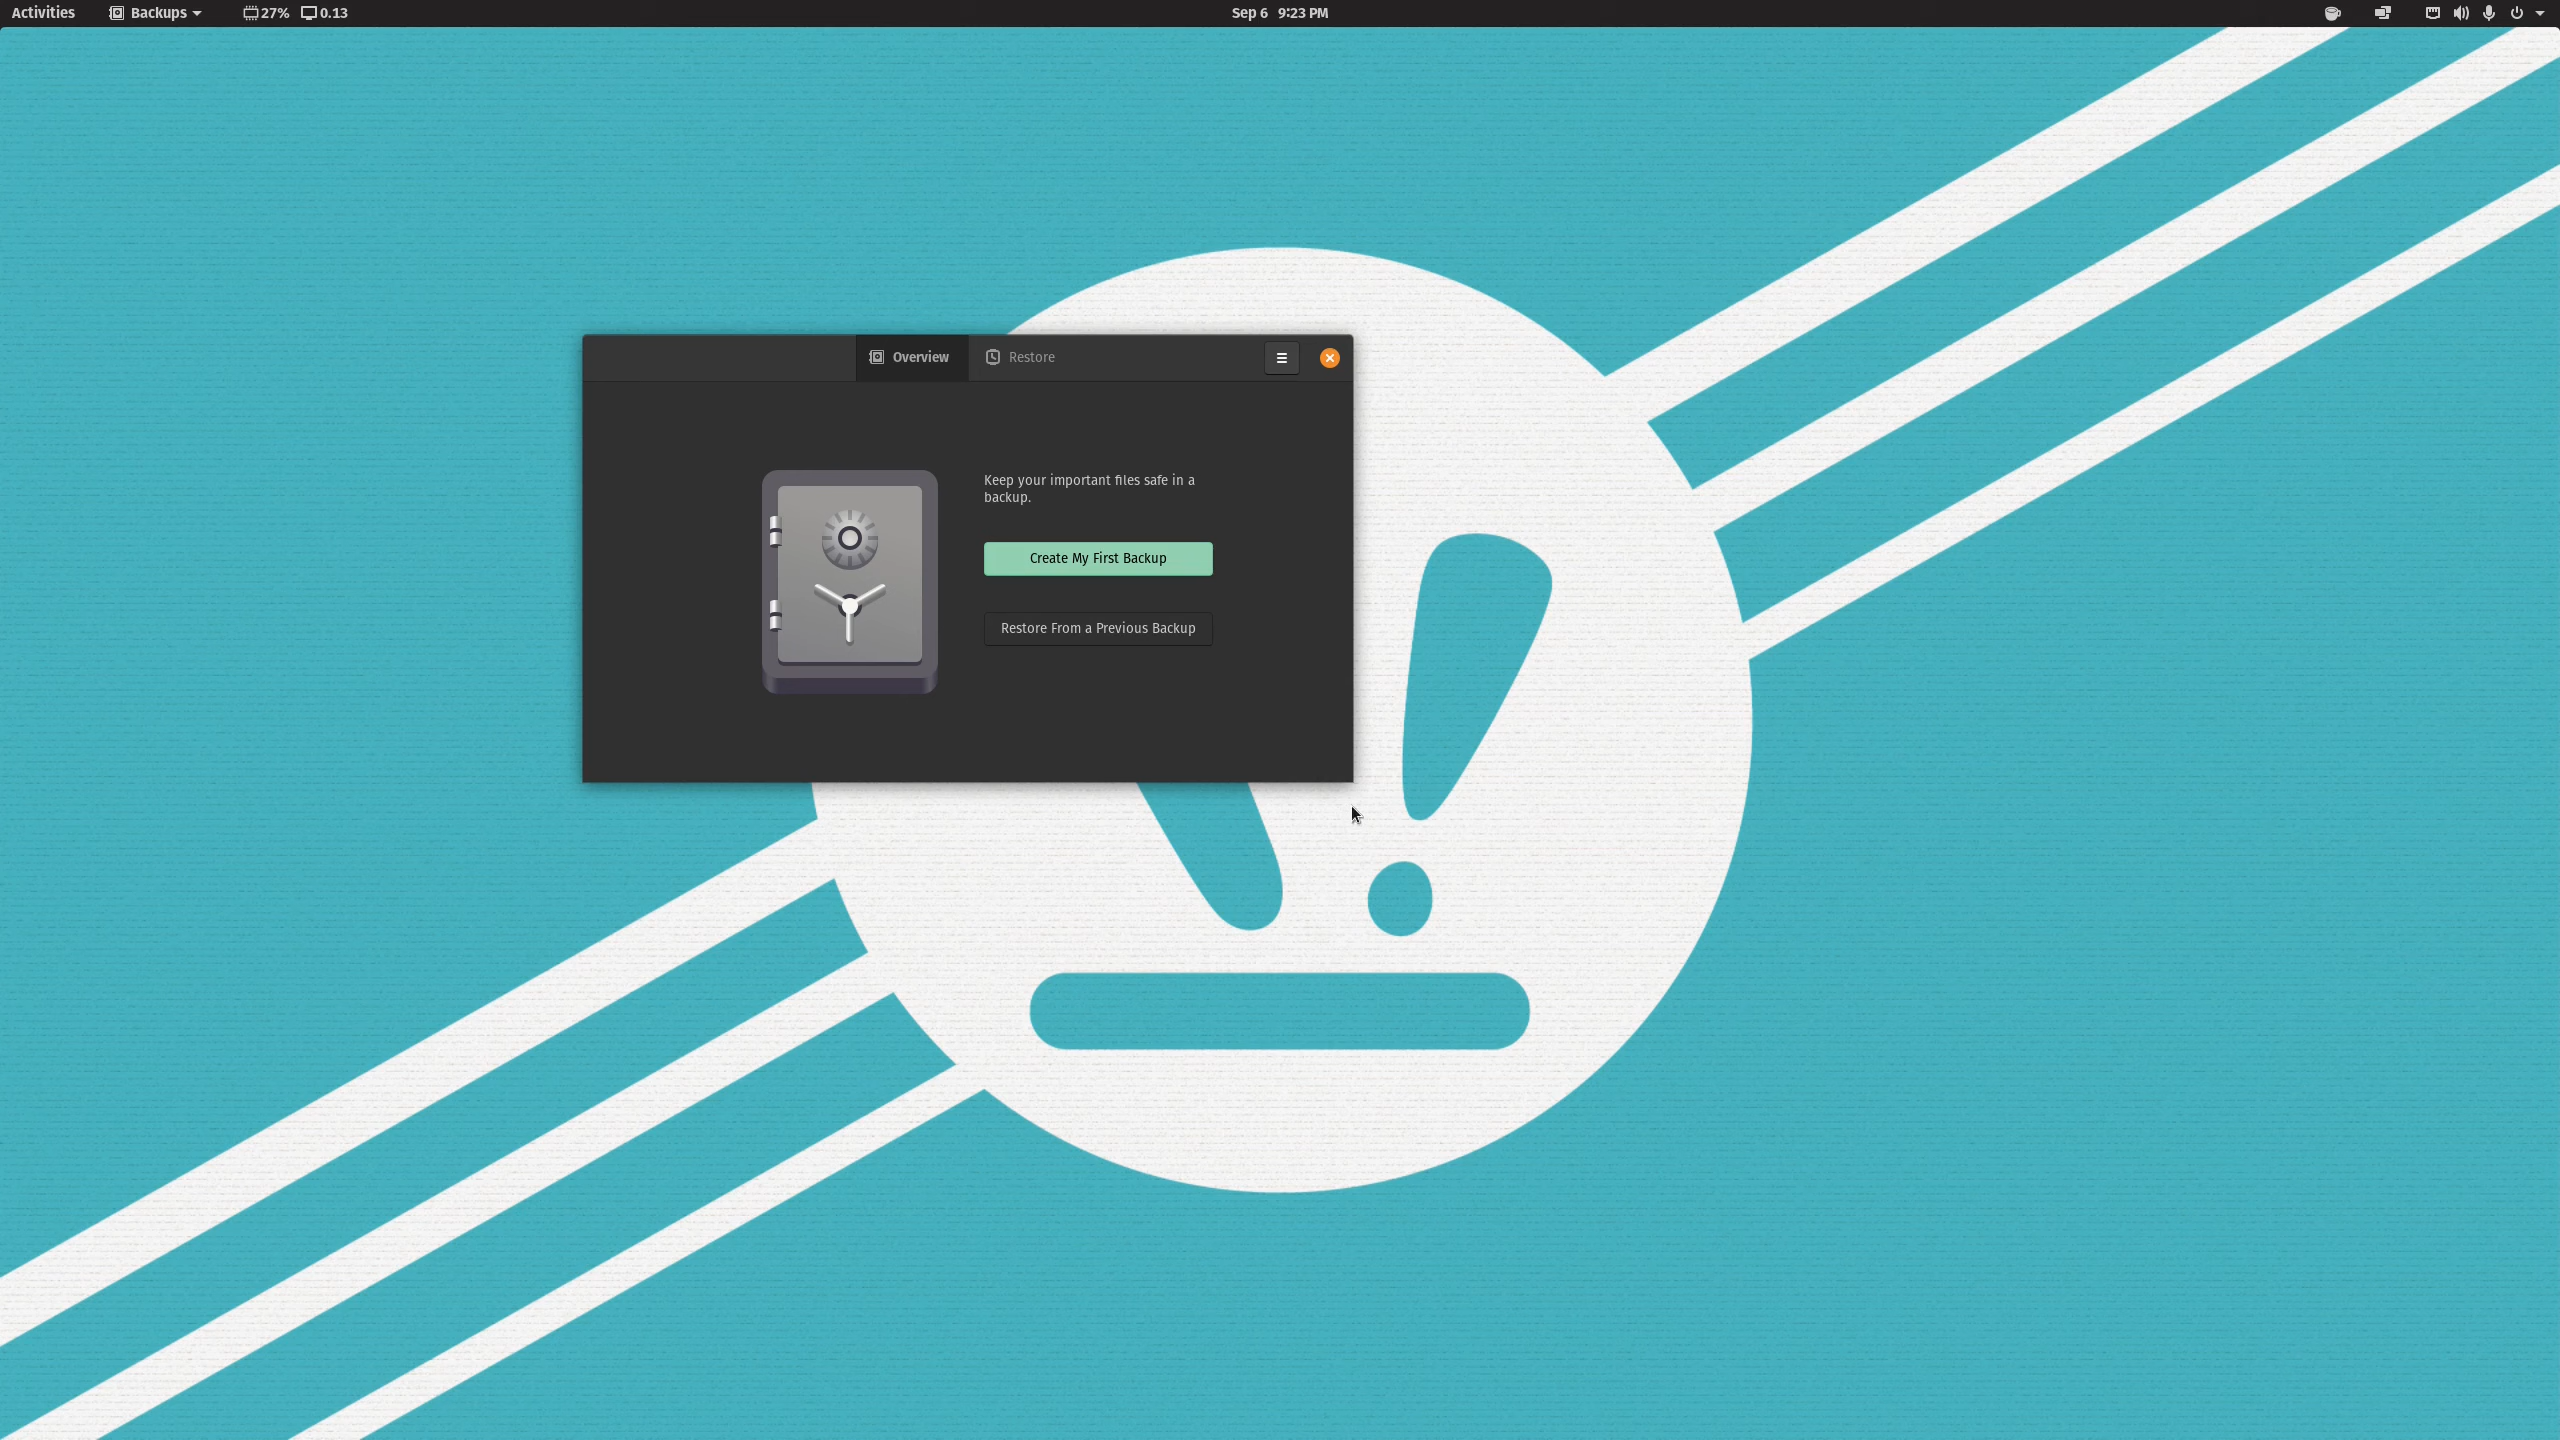 Activities Backups 27% 0.13 Sep 6 9:23 PM
Overview Restore
Keep your important files safe in a
backup.
Create My First Backup
Restore From a Previous Backup